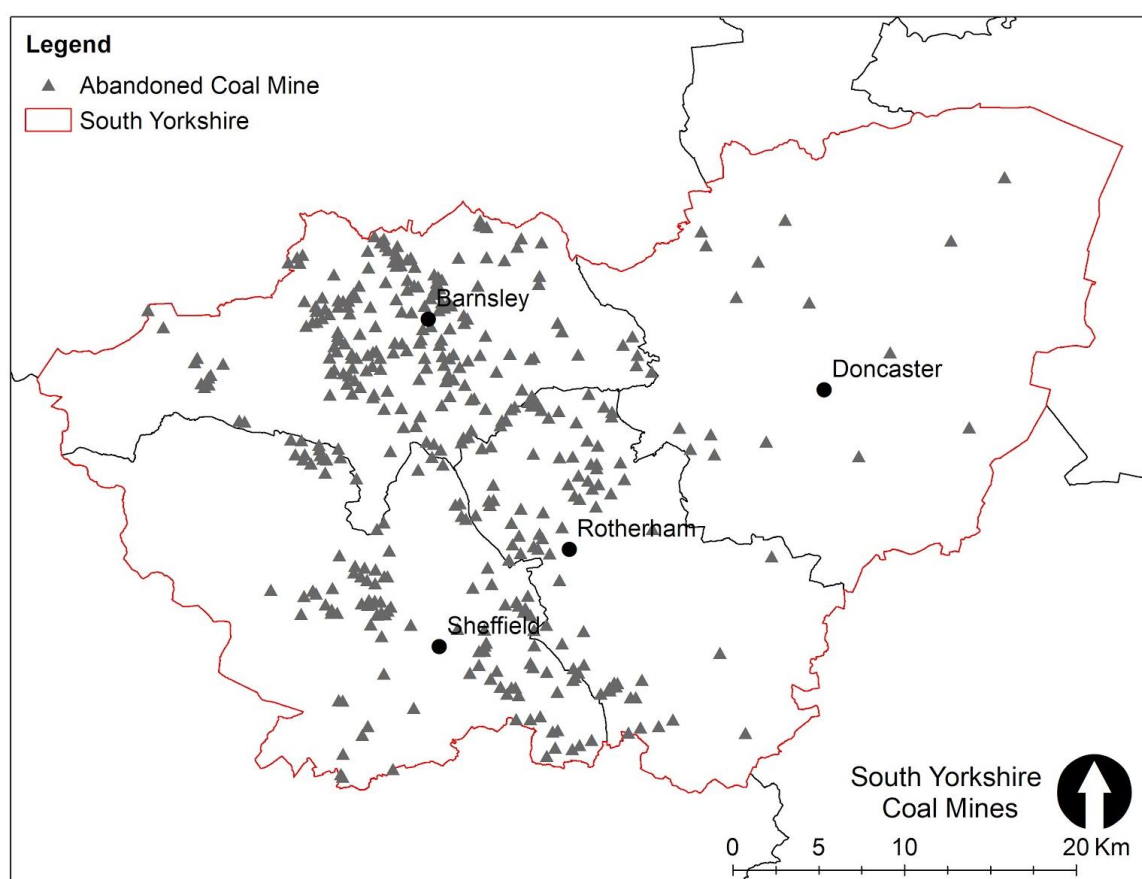 Legend
Abandoned Coal Mine
South Yorkshire
Barnsley
Doncaster
Rotherham
Sheffield
South Yorkshire
Coal Mines
0 5 10 20 Km